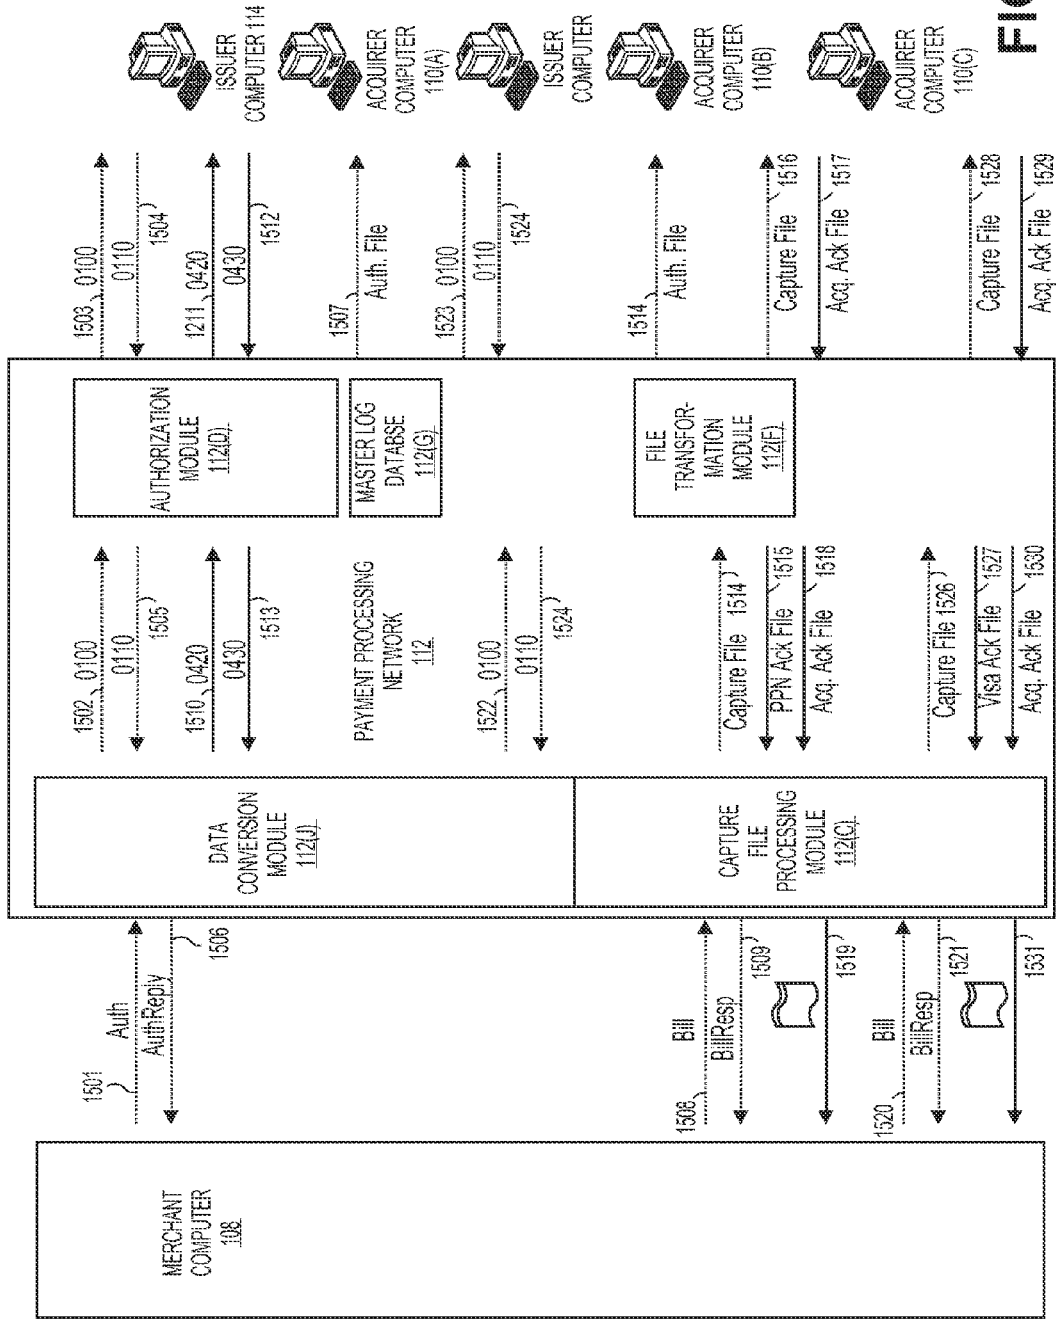 MERCHANT
COMPUTER
108
1501
Auth
AuthReply
1506
1508
Bill
BillResp
1509
1519
1520
Bill
BillResp
1521
1531
DATA
CONVERSION
MODULE
112(J)
CAPTURE
FILE
PROCESSING
MODULE
112(C)
1502
0100
0110
1505
1510
0420
0430
1513
PAYMENT PROCESSING
NETWORK
112
1522
0100
0110
1524
Capture File
1514
PPN Ack File
1515
Acq. Ack File
1518
Capture File
1526
Visa Ack File
1527
Acq. Ack File
1530
AUTHORIZATION
MODULE
112(D)
MASTER LOG
DATABSE
112(G)
FILE
TRANSFOR-
MATION
MODULE
112(F)
1503
0100
0110
1504
1211
0420
0430
1512
1507
Auth. File
1523
0100
0110
1524
1514
Auth. File
Capture File
1516
Acq. Ack File
1517
Capture File
1528
Acq. Ack File
1529
ISSUER
COMPUTER 114
ACQUIRER
COMPUTER
110(A)
ISSUER
COMPUTER
ACQUIRER
COMPUTER
110(B)
ACQUIRER
COMPUTER
110(C)